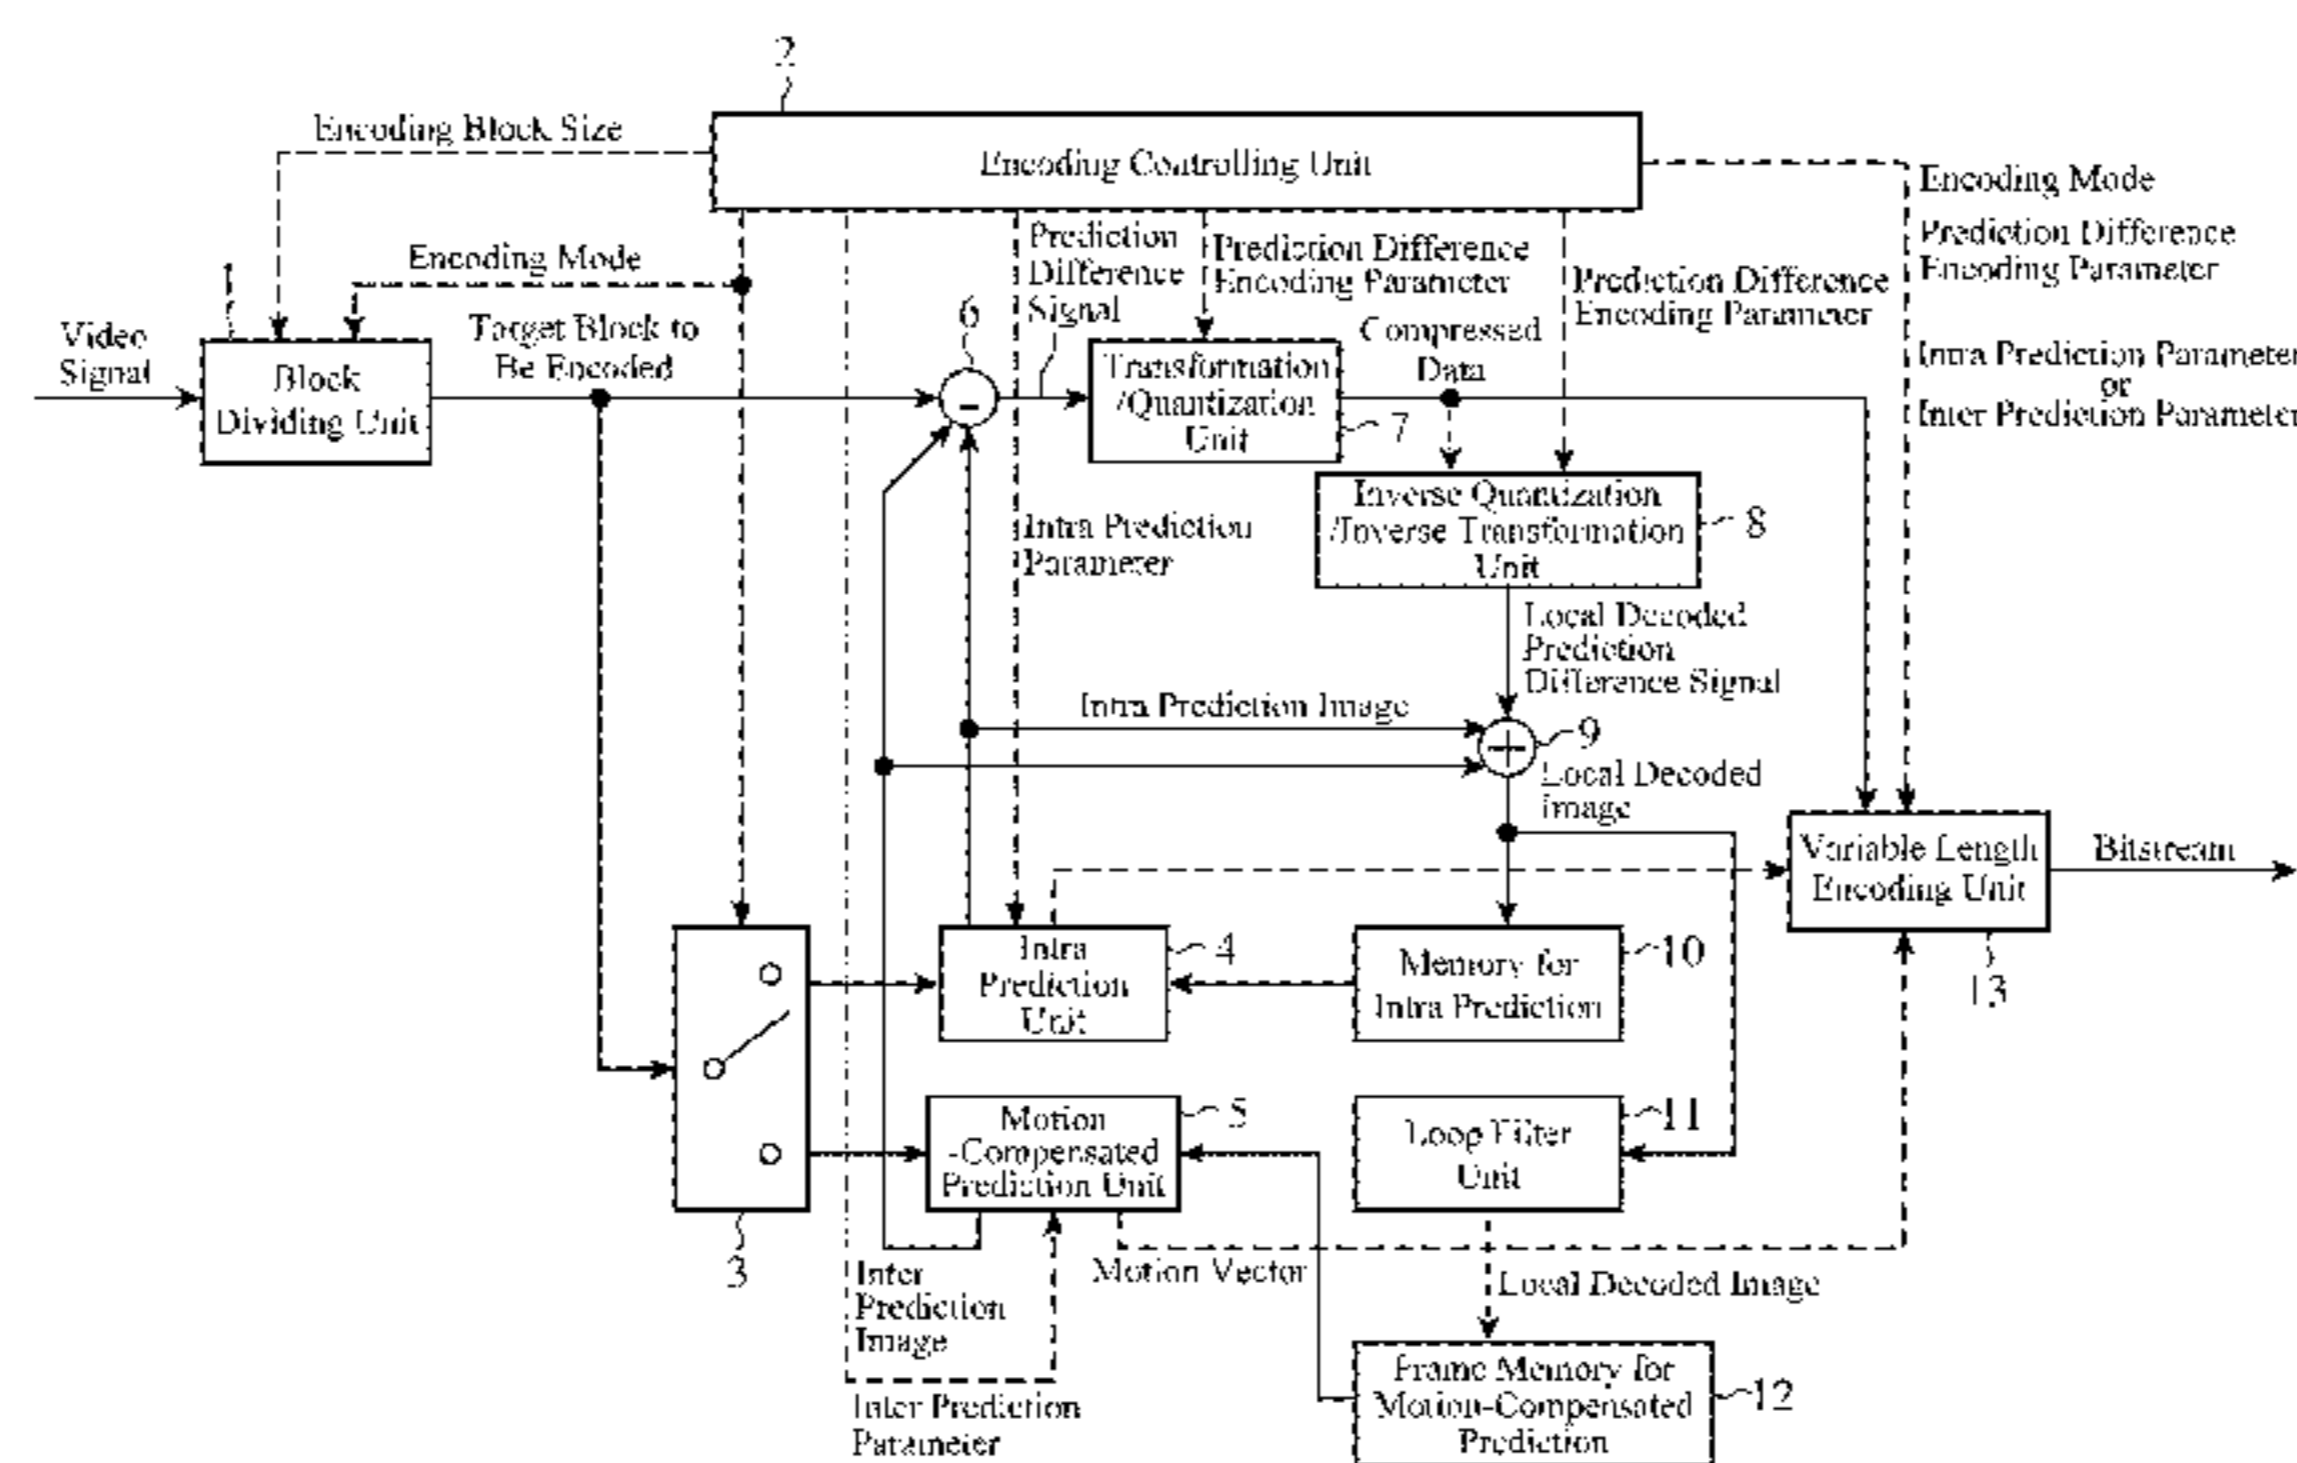 2
Encoding Block Size
Encoding Controlling Unit
Encoding Mode
Prediction Difference
Encoding Parameter
Intra Prediction Parameter
or
Inter Prediction Parameter
1
Encoding Mode
Prediction
Difference
Signal
Prediction Difference
Encoding Parameter
Prediction Difference
Encoding Parameter
Video
Signal
Block
Dividing Unit
Target Block to
Be Encoded
6
-
Transformation
/Quantization
Unit
7
Compressed
Data
Inverse Quantization
/Inverse Transformation
Unit
8
Intra Prediction
Parameter
Local Decoded
Prediction
Difference Signal
Intra Prediction Image
+
9
Local Decoded
Image
Variable Length
Encoding Unit
13
Bitstream
3
Intra
Prediction
Unit
4
Memory for
Intra Prediction
10
Motion
-Compensated
Prediction Unit
5
Loop Filter
Unit
11
Inter
Prediction
Image
Motion Vector
Local Decoded Image
Inter Prediction
Parameter
Frame Memory for
Motion-Compensated
Prediction
12